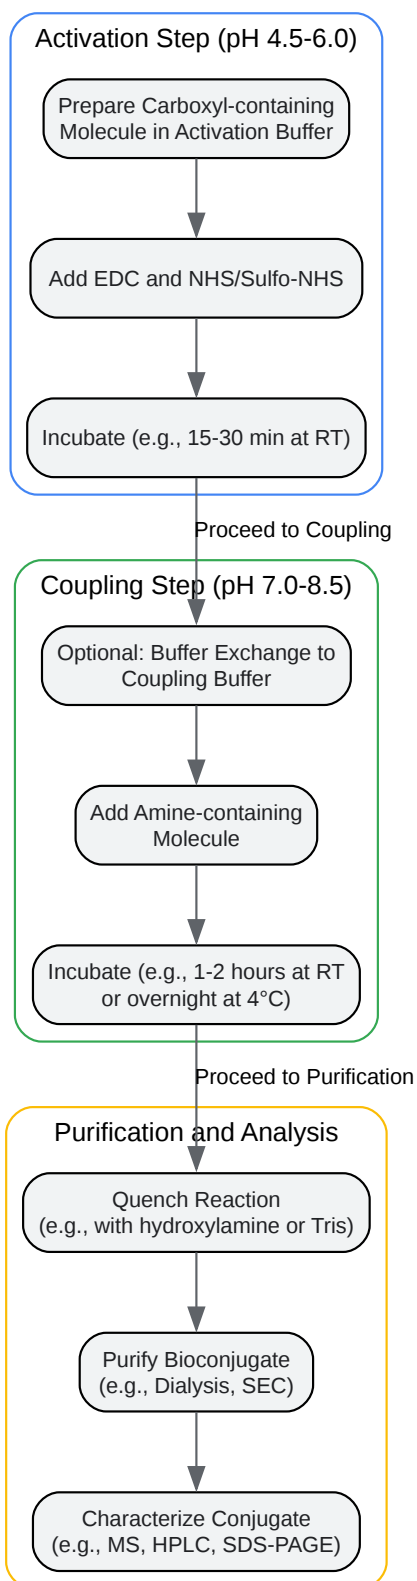 Activation Step (pH 4.5-6.0)
Prepare Carboxyl-containing
Molecule in Activation Buffer
Add EDC and NHS/Sulfo-NHS
Incubate (e.g., 15-30 min at RT)
Proceed to Coupling
Coupling Step (pH 7.0-8.5)
Optional: Buffer Exchange to
Coupling Buffer
Add Amine-containing
Molecule
Incubate (e.g., 1-2 hours at RT
or overnight at 4°C)
Proceed to Purification
Purification and Analysis
Quench Reaction
(e.g., with hydroxylamine or Tris)
Purify Bioconjugate
(e.g., Dialysis, SEC)
Characterize Conjugate
(e.g., MS, HPLC, SDS-PAGE)